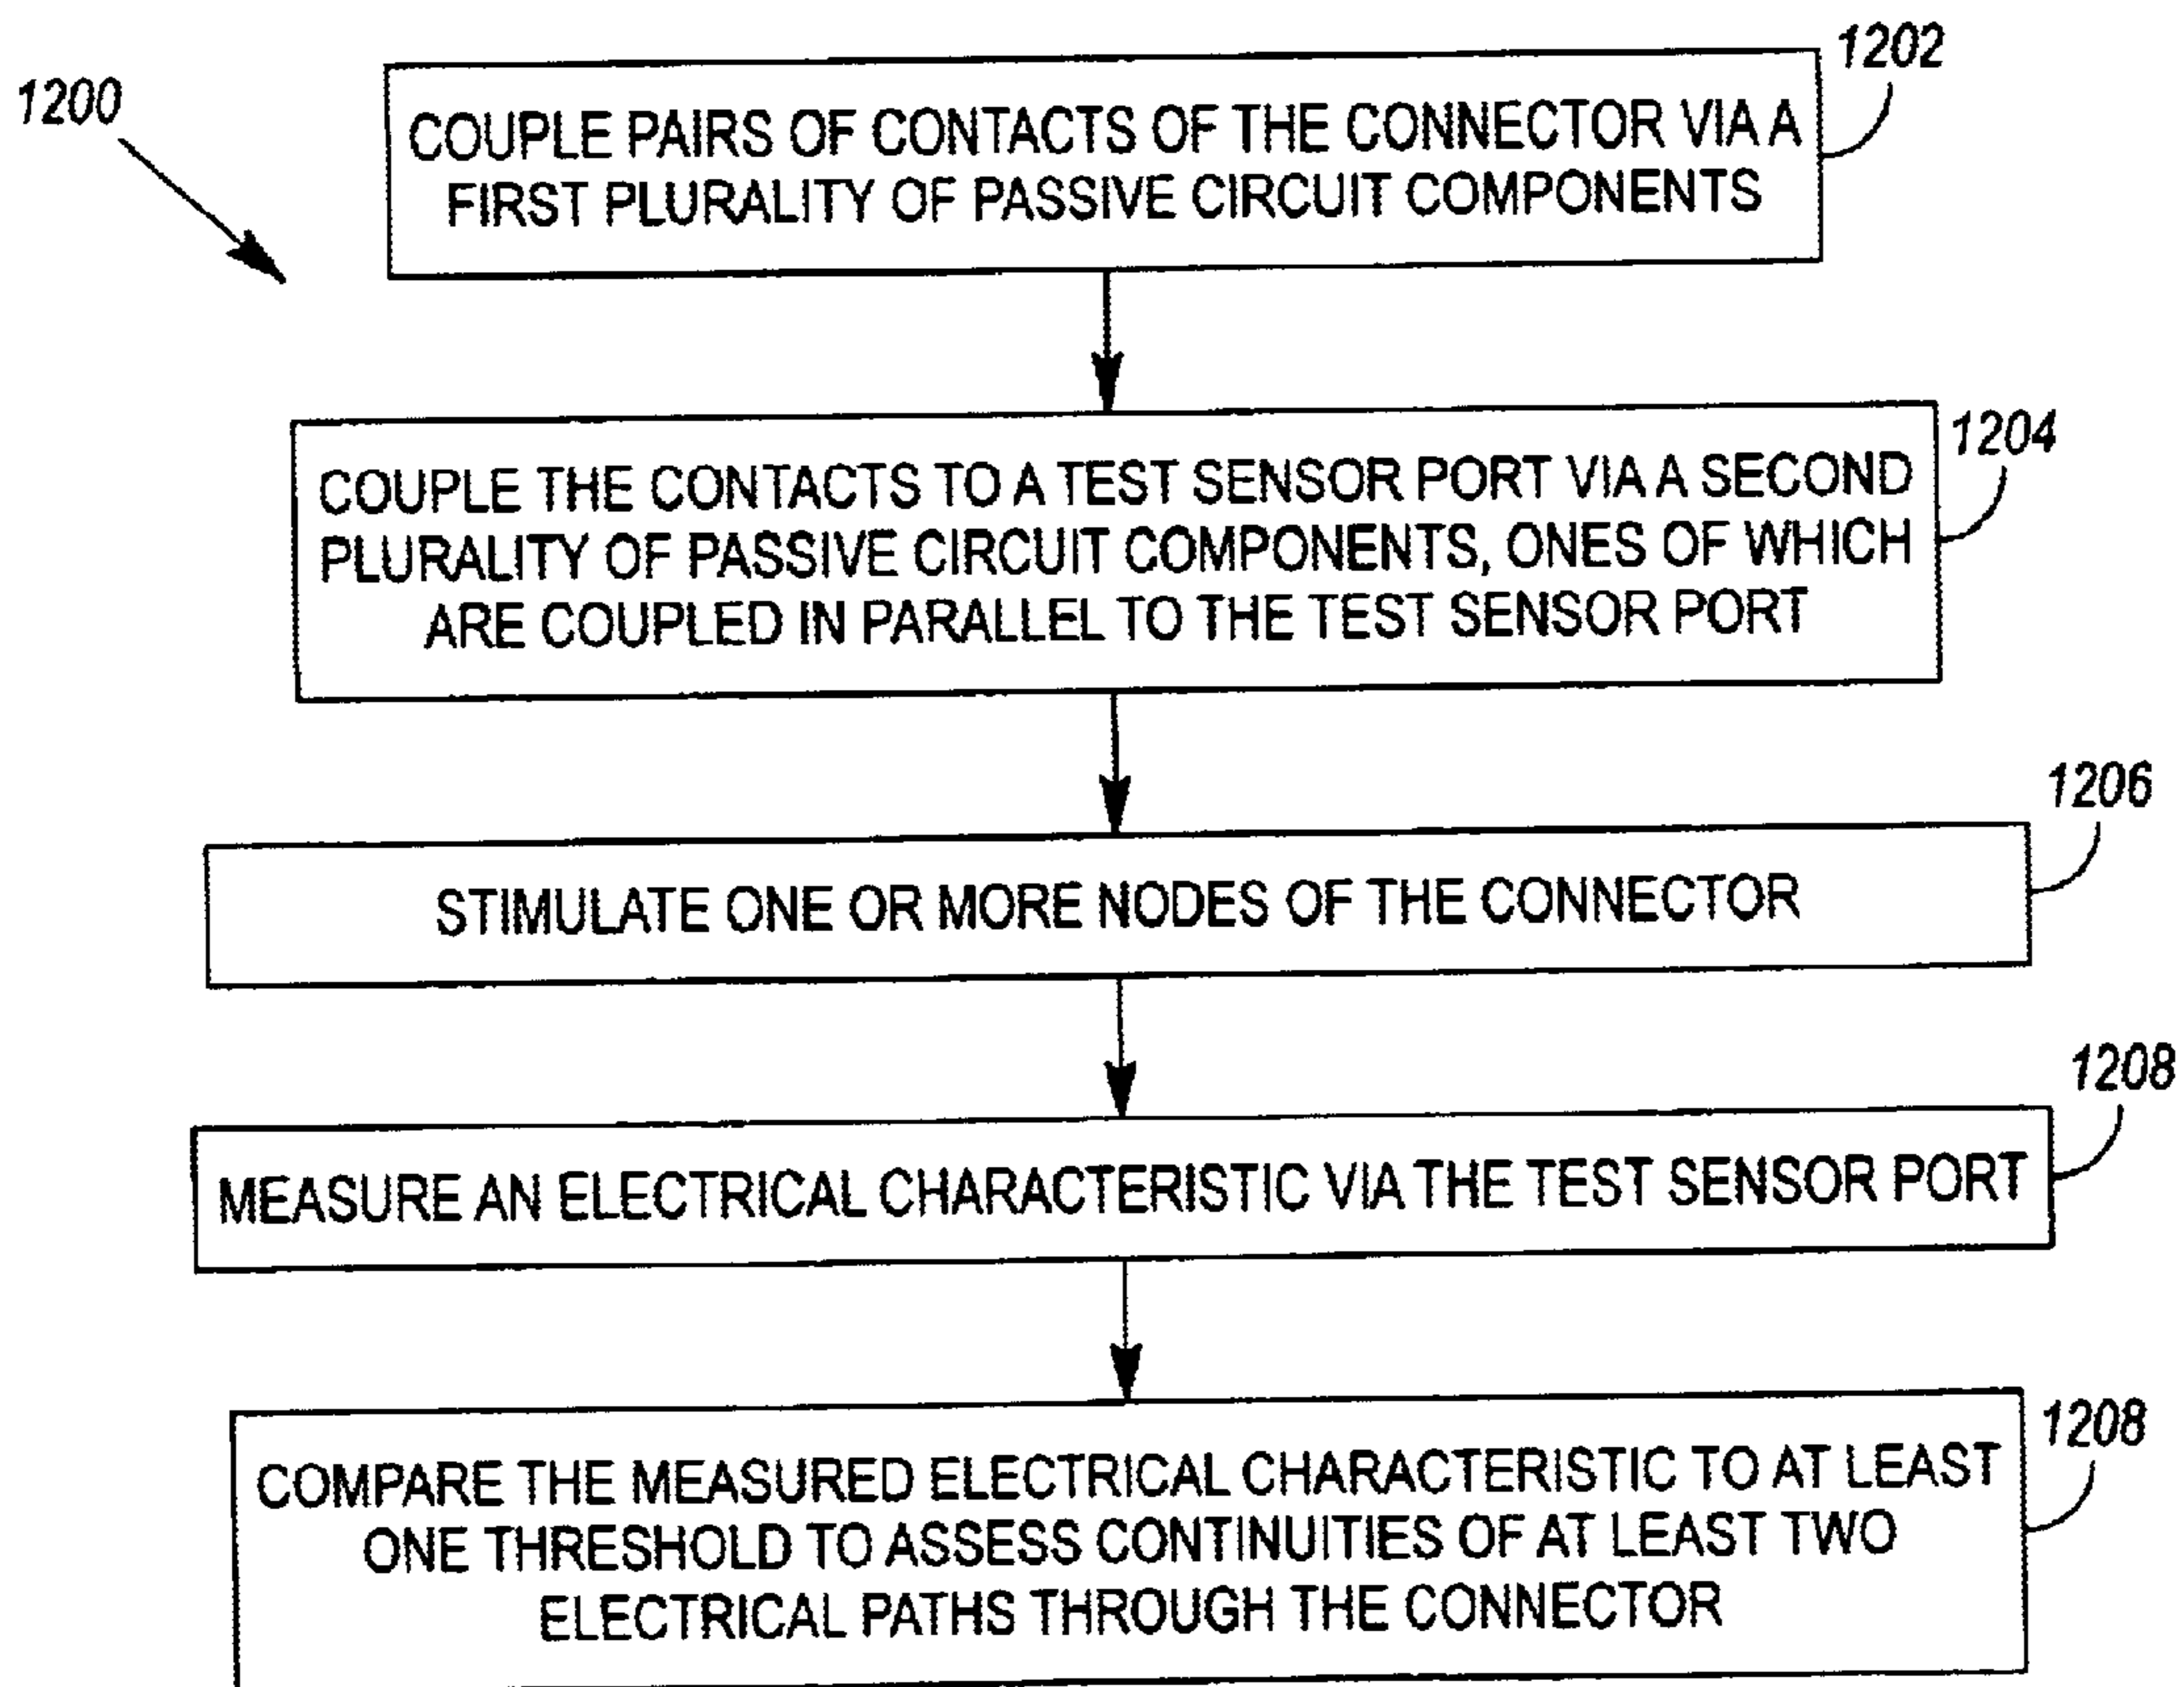 1200
1202
COUPLE PAIRS OF CONTACTS OF THE CONNECTOR VIA A
FIRST PLURALITY OF PASSIVE CIRCUIT COMPONENTS
1204
COUPLE THE CONTACTS TO A TEST SENSOR PORT VIA A SECOND
PLURALITY OF PASSIVE CIRCUIT COMPONENTS, ONES OF WHICH
ARE COUPLED IN PARALLEL TO THE TEST SENSOR PORT
1206
STIMULATE ONE OR MORE NODES OF THE CONNECTOR
1208
MEASURE AN ELECTRICAL CHARACTERISTIC VIA THE TEST SENSOR PORT
1208
COMPARE THE MEASURED ELECTRICAL CHARACTERISTIC TO AT LEAST
ONE THRESHOLD TO ASSESS CONTINUITIES OF AT LEAST TWO
ELECTRICAL PATHS THROUGH THE CONNECTOR